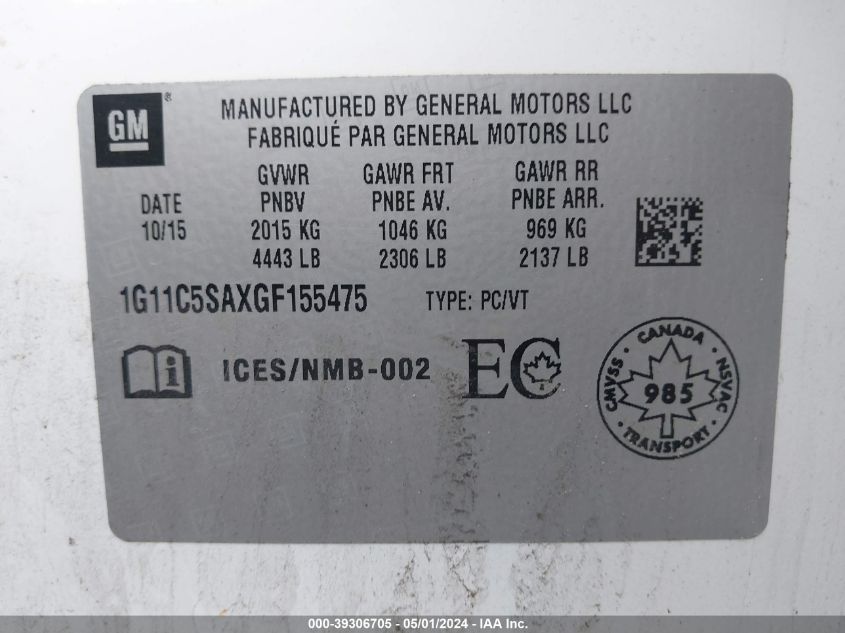 GM ®
MANUFACTURED BY GENERAL MOTORS LLC
FABRIQUÉ PAR GENERAL MOTORS LLC
GVWR GAWR FRT GAWR RR
DATE PNBV PNBE AV. PNBE ARR.
10/15 2015 KG 1046 KG 969 KG
4443 LB 2306 LB 2137 LB
1G11C5SAXGF155475 TYPE: PC/VT
i ICES/NMB-002 EC
CANADA
CMVSS 985 NSVAC
TRANSPORT
000-39306705 - 05/01/2024 - IAA Inc.